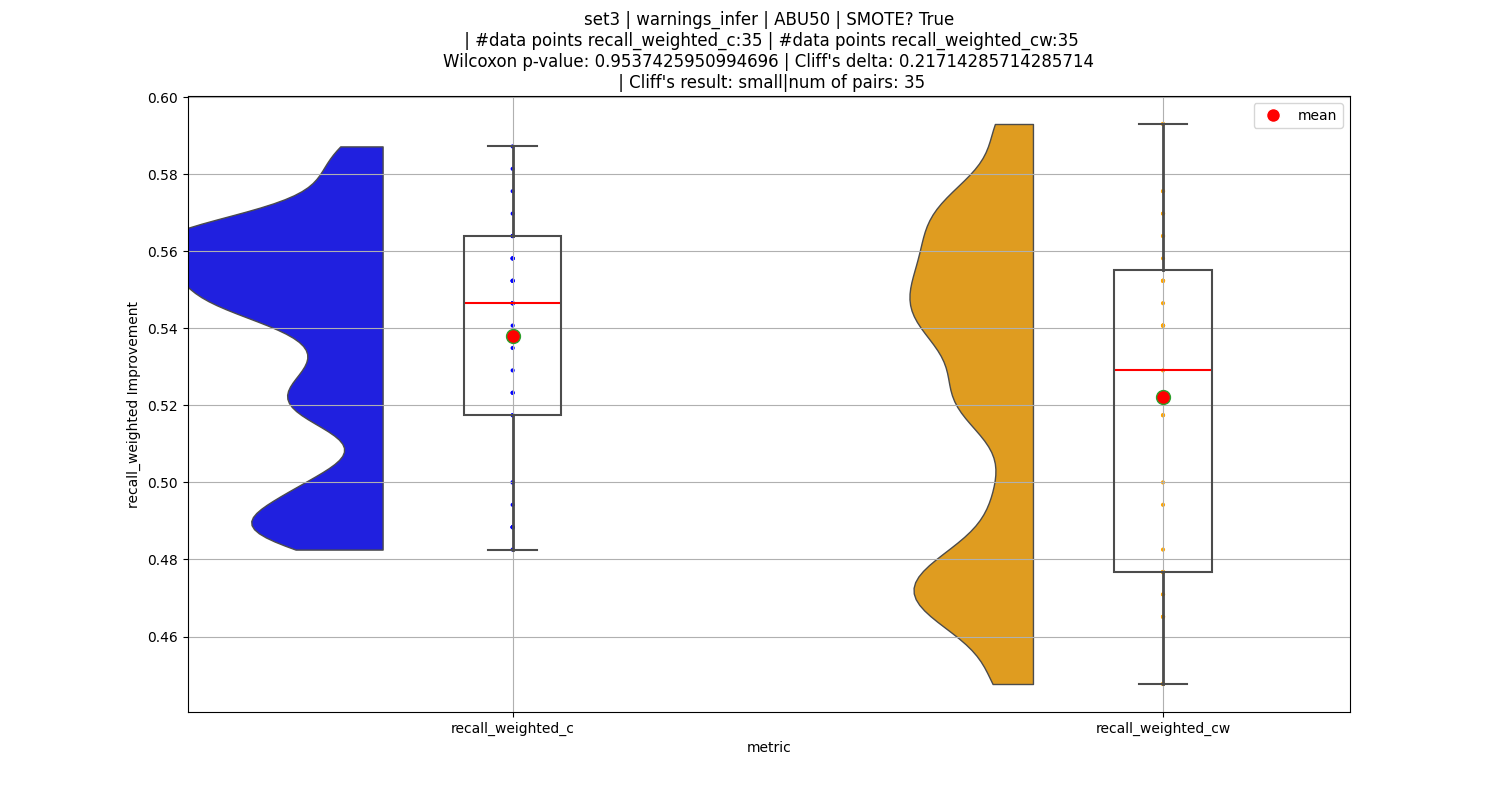 set3 | warnings_infer | ABU50 | SMOTE? True
| #data points recall_weighted_c:35 | #data points recall_weighted_cw:35
Wilcoxon p-value: 0.9537425950994696 | Cliff's delta: 0.21714285714285714
| Cliff's result: small|num of pairs: 35
mean
0.60
0.58
0.56
0.54
0.52
0.50
0.48
0.46
recall_weighted Improvement
recall_weighted_c
recall_weighted_cw
metric